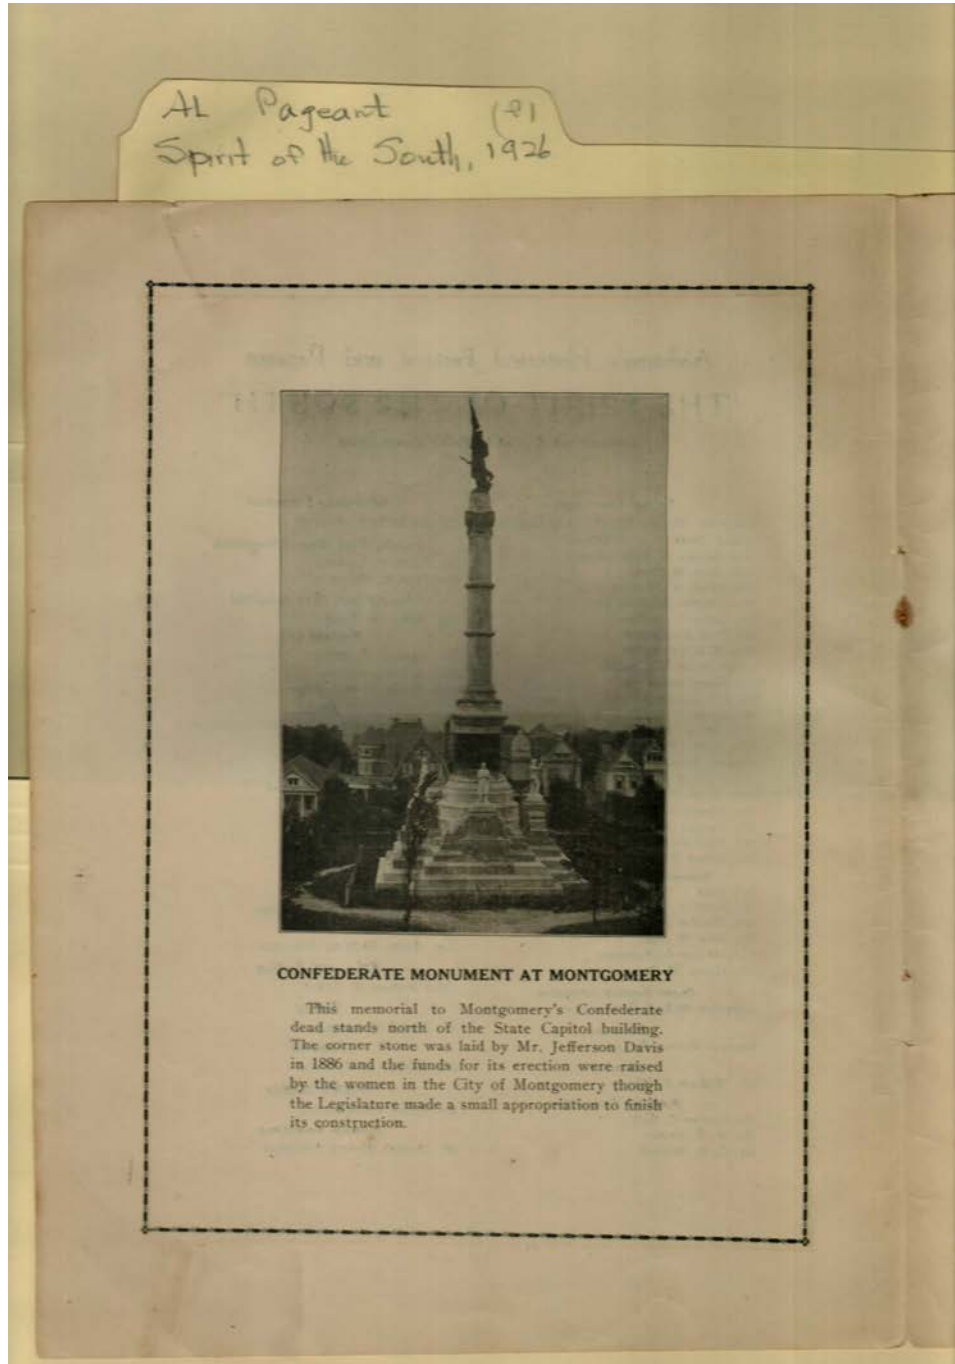 AL Pageant
Spirit of the South, 1926
CONFEDERATE MONUMENT AT MONTGOMERY
This memorial to Montgomery's Confederate
dead stands north of the State Capitol building.
The corner stone was laid by Mr. Jefferson Davis
in 1886 and the funds for its erection were raised
by the women in the City of Montgomery though
the Legislature made a small appropriation to finish
its construction.